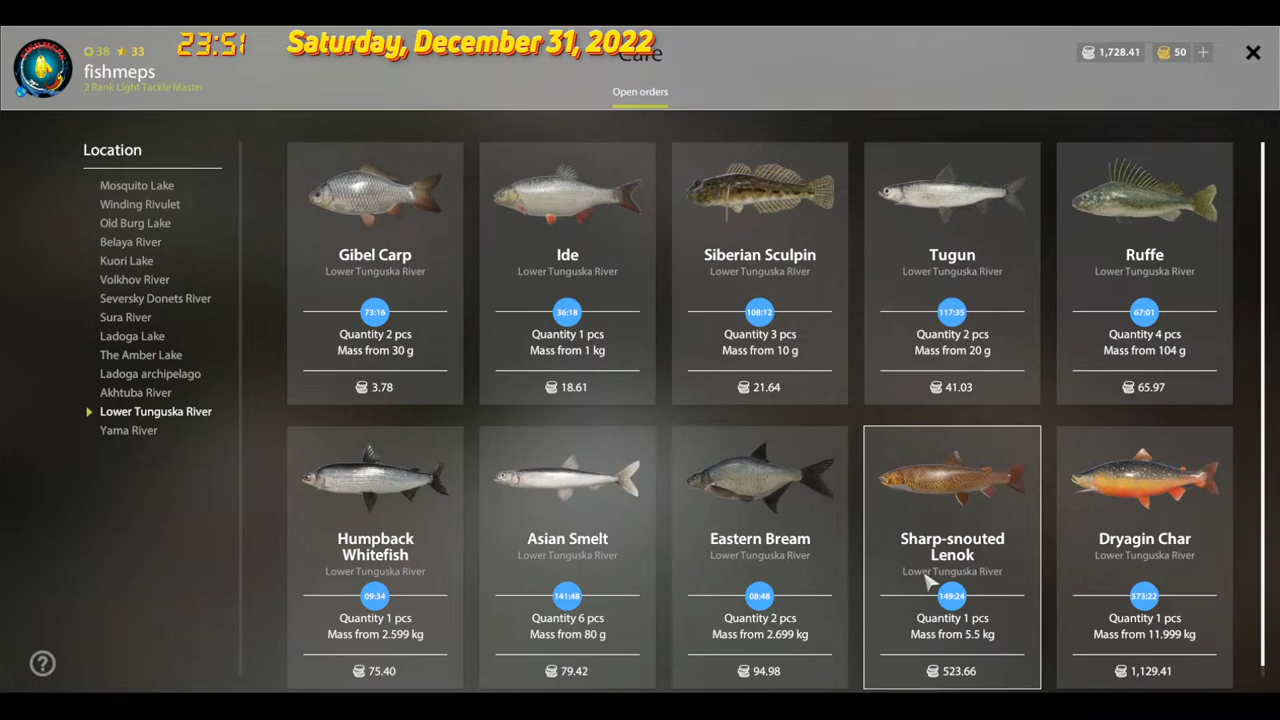 38 33
23:51
Saturday, December 31, 2022
fishmeps
2 Rank Light Tackle Master
Cafe
1,728.41
50
Open orders
Location
Mosquito Lake
Winding Rivulet
Old Burg Lake
Belaya River
Kuori Lake
Volkhov River
Seversky Donets River
Sura River
Ladoga Lake
The Amber Lake
Ladoga archipelago
Akhtuba River
Lower Tunguska River
Yama River
Gibel Carp
Lower Tunguska River
73:16
Quantity 2 pcs
Mass from 30 g
3.78
Ide
Lower Tunguska River
36:18
Quantity 1 pcs
Mass from 1 kg
18.61
Siberian Sculpin
Lower Tunguska River
108:12
Quantity 3 pcs
Mass from 10 g
21.64
Tugun
Lower Tunguska River
117:35
Quantity 2 pcs
Mass from 20 g
41.03
Ruffe
Lower Tunguska River
67:01
Quantity 4 pcs
Mass from 104 g
65.97
Humpback
Whitefish
Lower Tunguska River
09:34
Quantity 1 pcs
Mass from 2.599 kg
75.40
Asian Smelt
Lower Tunguska River
141:48
Quantity 6 pcs
Mass from 80 g
79.42
Eastern Bream
Lower Tunguska River
08:48
Quantity 2 pcs
Mass from 2.699 kg
94.98
Sharp-snouted
Lenok
Lower Tunguska River
149:24
Quantity 1 pcs
Mass from 5.5 kg
523.66
Dryagin Char
Lower Tunguska River
573:22
Quantity 1 pcs
Mass from 11.999 kg
1,129.41